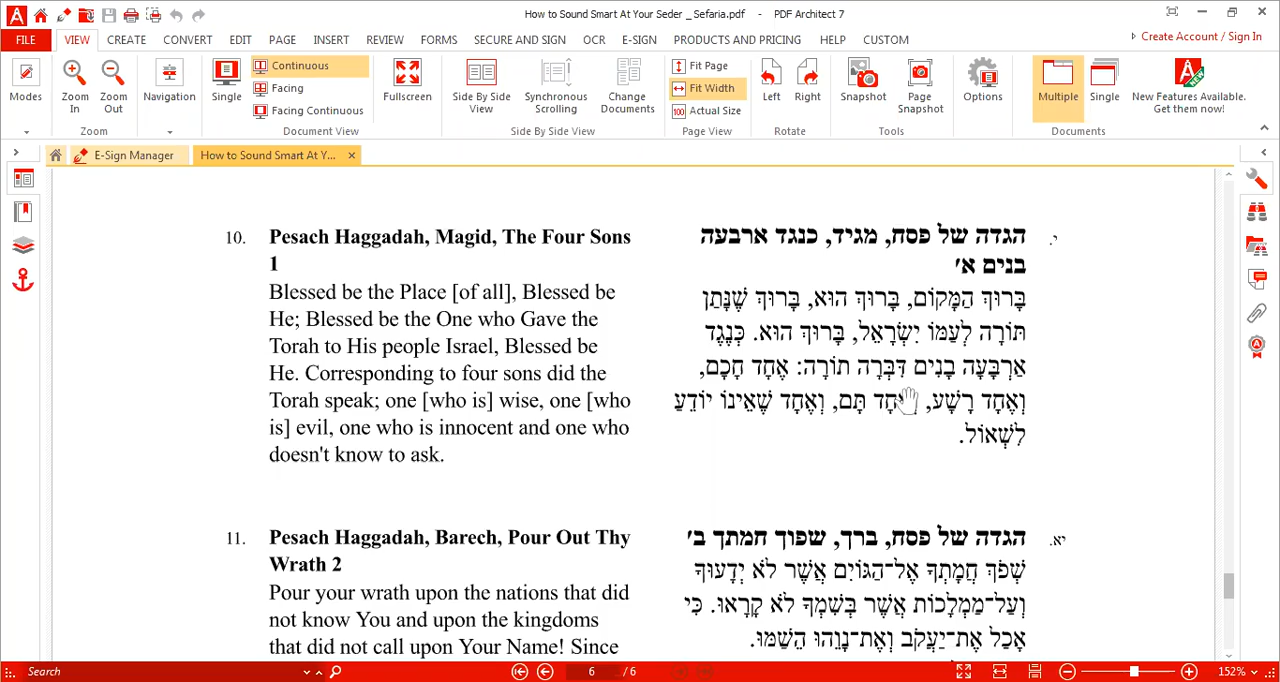 How to Sound Smart At Your Seder _ Sefaria.pdf - PDF Architect 7
FILE VIEW CREATE CONVERT EDIT PAGE INSERT REVIEW FORMS SECURE AND SIGN OCR E-SIGN PRODUCTS AND PRICING HELP CUSTOM Create Account / Sign In
Modes
Zoom In
Zoom Out
Zoom
Navigation
Single
Continuous
Facing
Facing Continuous
Document View
Fullscreen
Side By Side View
Synchronous Scrolling
Change Documents
Side By Side View
Fit Page
Fit Width
100 Actual Size
Page View
Left
Right
Rotate
Snapshot
Page Snapshot
Tools
Options
Multiple
Single
Documents
New Features Available.
Get them now!
NEW
E-Sign Manager
How to Sound Smart At Y... ×
10. Pesach Haggadah, Magid, The Four Sons
1
Blessed be the Place [of all], Blessed be
He; Blessed be the One who Gave the
Torah to His people Israel, Blessed be
He. Corresponding to four sons did the
Torah speak; one [who is] wise, one [who
is] evil, one who is innocent and one who
doesn't know to ask.
י. הגדה של פסח, מגיד, כנגד ארבעה
בנים א׳
בָּרוּךְ הַמָּקוֹם, בָּרוּךְ הוּא, בָּרוּךְ שֶׁנָּתַן
תּוֹרָה לְעַמּוֹ יִשְׂרָאֵל, בָּרוּךְ הוּא. כְּנֶגֶד
אַרְבָּעָה בָנִים דִּבְּרָה תוֹרָה: אֶחָד חָכָם,
וְאֶחָד רָשָׁע, תָּם, וְאֶחָד שֶׁאֵינוֹ יוֹדֵעַ
לִשְׁאוֹל.
11. Pesach Haggadah, Barech, Pour Out Thy
Wrath 2
Pour your wrath upon the nations that did
not know You and upon the kingdoms
that did not call upon Your Name! Since
יא. הגדה של פסח, ברך, שפוך חמתך ב׳
שְׁפֹךְ חֲמָתְךָ אֶל־הַגּוֹיִם אֲשֶׁר לֹא יְדָעוּךָ
וְעַל־מַמְלָכוֹת אֲשֶׁר בְּשִׁמְךָ לֹא קָרָאוּ. כִּי
אָכַל אֶת־יַעֲקֹב וְאֶת־נָוֵהוּ הֵשַׁמּוּ.
Search 6 / 6 152%